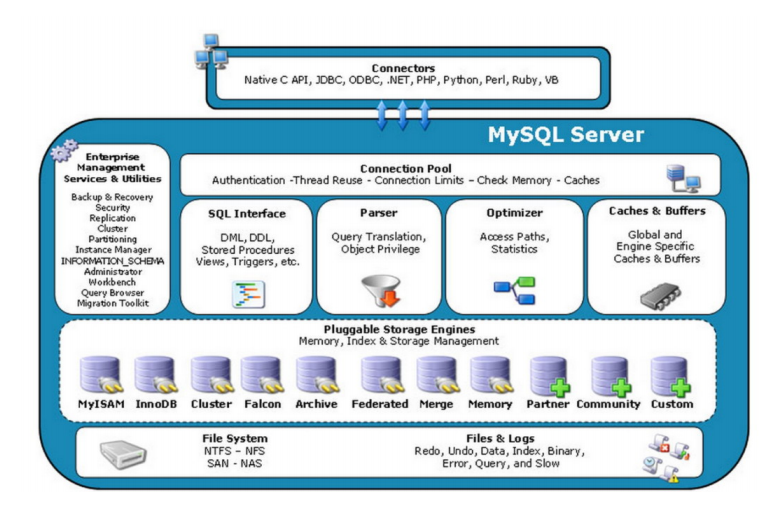 Connectors
Native C API, JDBC, ODBC, .NET, PHP, Python, Perl, Ruby, VB
MySQL Server
Enterprise
Management
Services & Utilities
Backup & Recovery
Security
Replication
Cluster
Partitioning
Instance Manager
INFORMATION_SCHEMA
Administrator
Workbench
Query Browser
Migration Toolkit
Connection Pool
Authentication -Thread Reuse - Connection Limits – Check Memory - Caches
SQL Interface
DML, DDL,
Stored Procedures
Views, Triggers, etc.
Parser
Query Translation,
Object Privilege
Optimizer
Access Paths,
Statistics
Caches & Buffers
Global and
Engine Specific
Caches & Buffers
Pluggable Storage Engines
Memory, Index & Storage Management
MyISAM InnoDB Cluster Falcon Archive Federated Merge Memory Partner Community Custom
File System
NTFS – NFS
SAN - NAS
Files & Logs
Redo, Undo, Data, Index, Binary,
Error, Query, and Slow